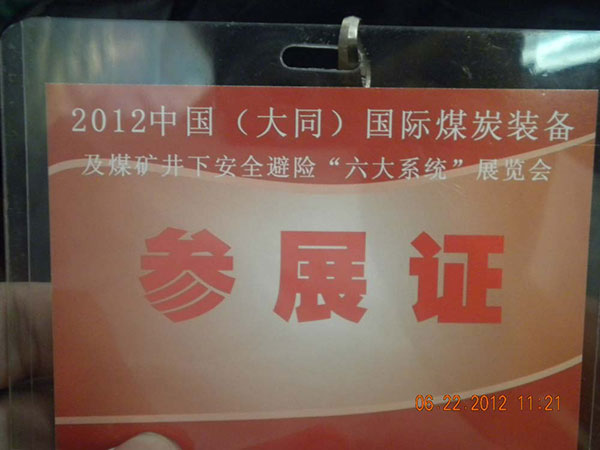 2012中国（大同）国际煤炭装备
及煤矿井下安全避险“六大系统”展览会
参展证
06 22 2012 11:21